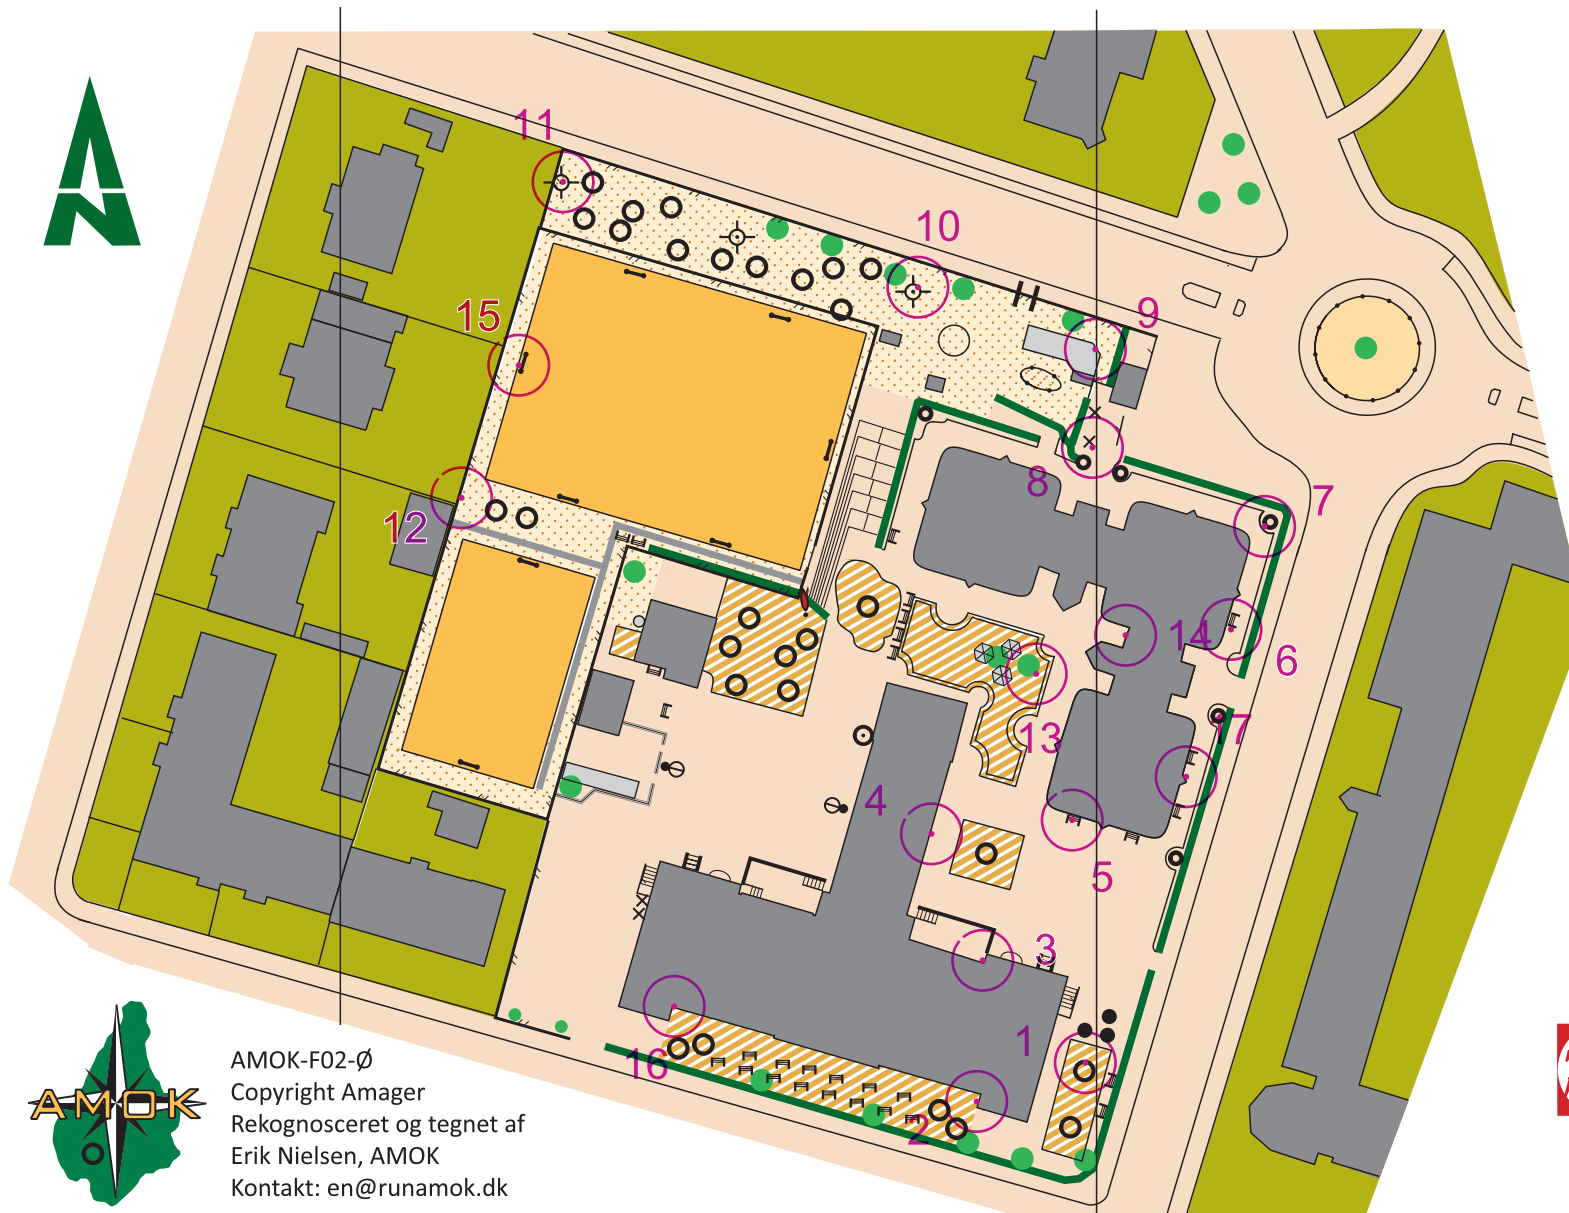 11
10
9
15
7
12
8
14
6
17
13
4
5
3
1
16
2
AMOK
AMOK-F02-Ø
Copyright Amager
Rekognosceret og tegnet af
Erik Nielsen, AMOK
Kontakt: en@runamok.dk